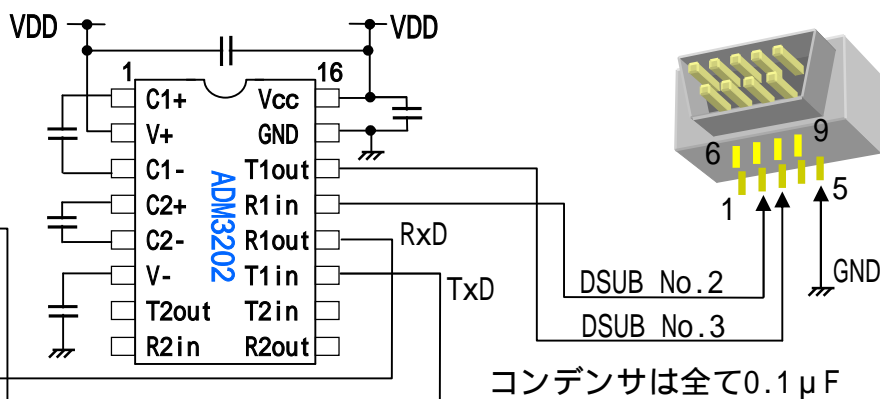 VDD
VDD
1
16
C1+
Vcc
V+
GND
C1-
T1out
C2+
R1in
C2-
R1out
V-
T1in
T2out
T2in
R2in
R2out
ADM3202
RxD
TxD
DSUB No.2
DSUB No.3
6
9
1
5
GND
コンデンサは全て0.1μF